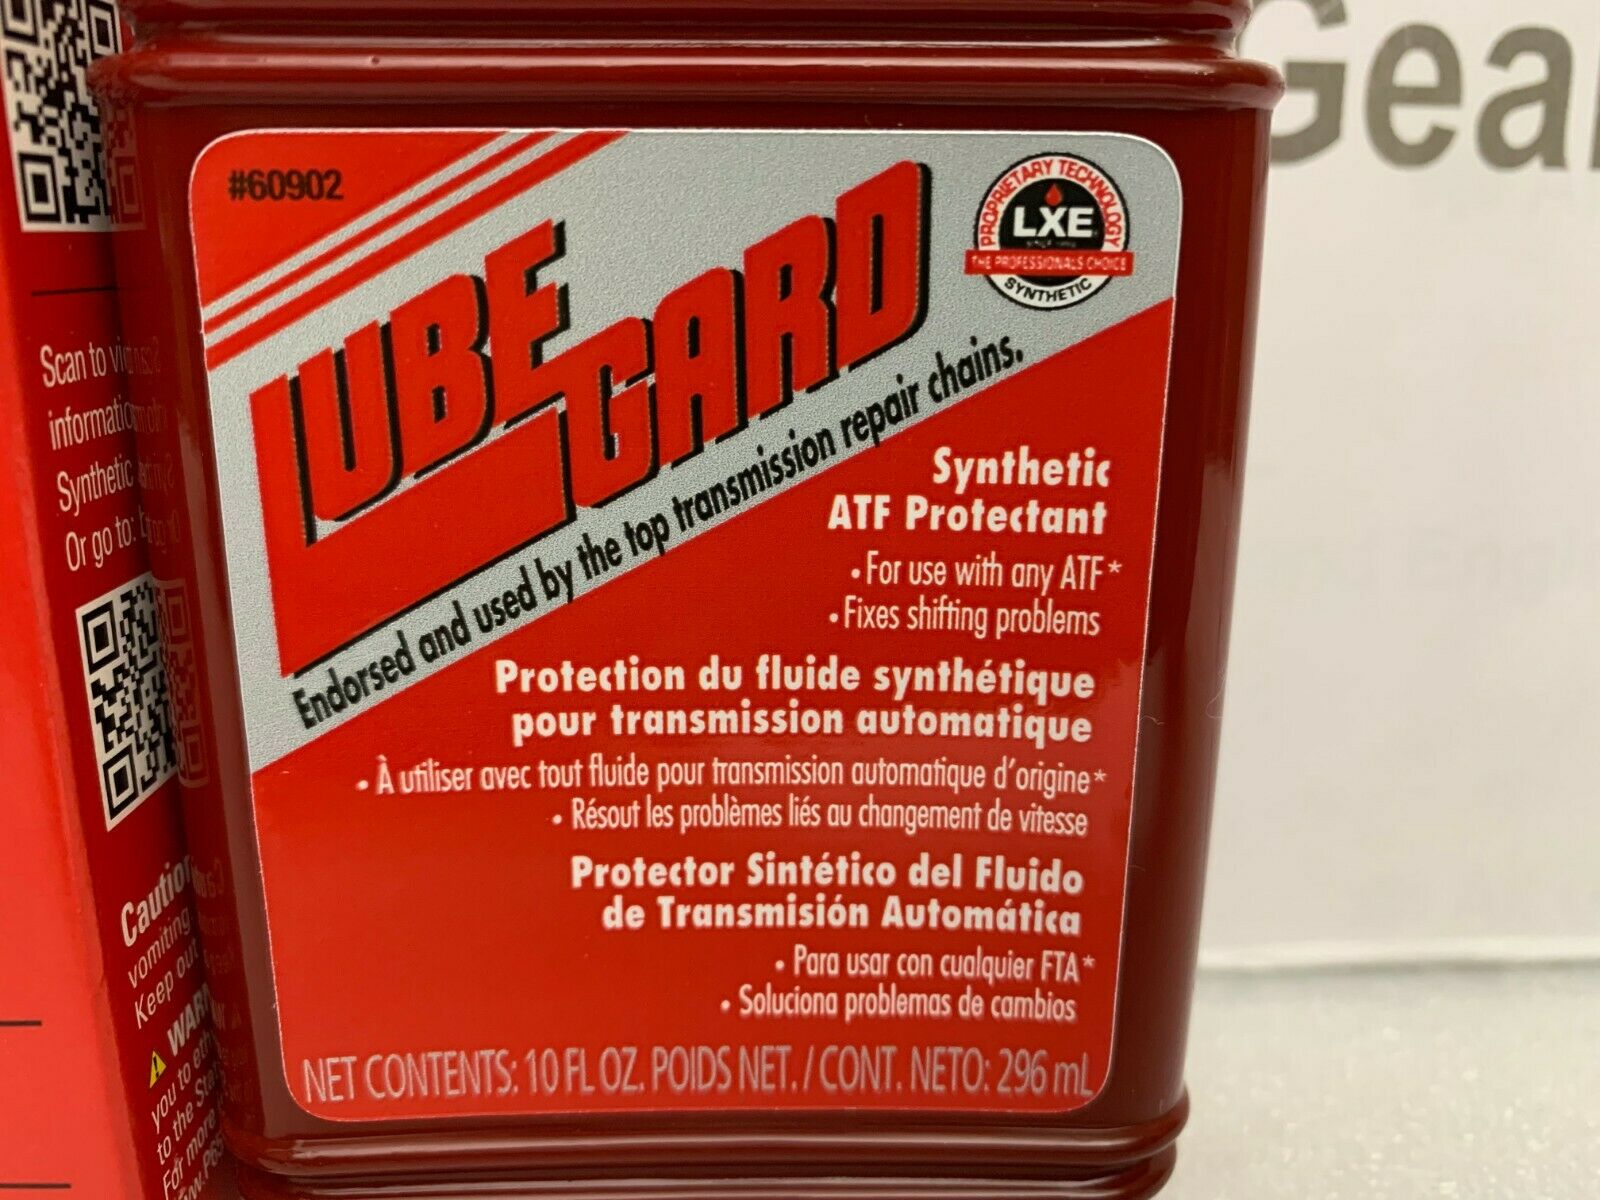 Gea
#60902
PROPRIETARY TECHNOLOGY
LXE
THE PROFESSIONALS CHOICE
SYNTHETIC
LUBE GARD
Endorsed and used by the top transmission repair chains.
Synthetic
ATF Protectant
• For use with any ATF*
• Fixes shifting problems
Protection du fluide synthétique
pour transmission automatique
• À utiliser avec tout fluide pour transmission automatique d'origine*
• Résout les problèmes liés au changement de vitesse
Protector Sintético del Fluido
de Transmisión Automática
• Para usar con cualquier FTA*
• Soluciona problemas de cambios
NET CONTENTS: 10 FL OZ. POIDS NET. / CONT. NETO: 296 mL
Scan to
Synthetic
Or go to:
vomiting
Keep out
to the
For more